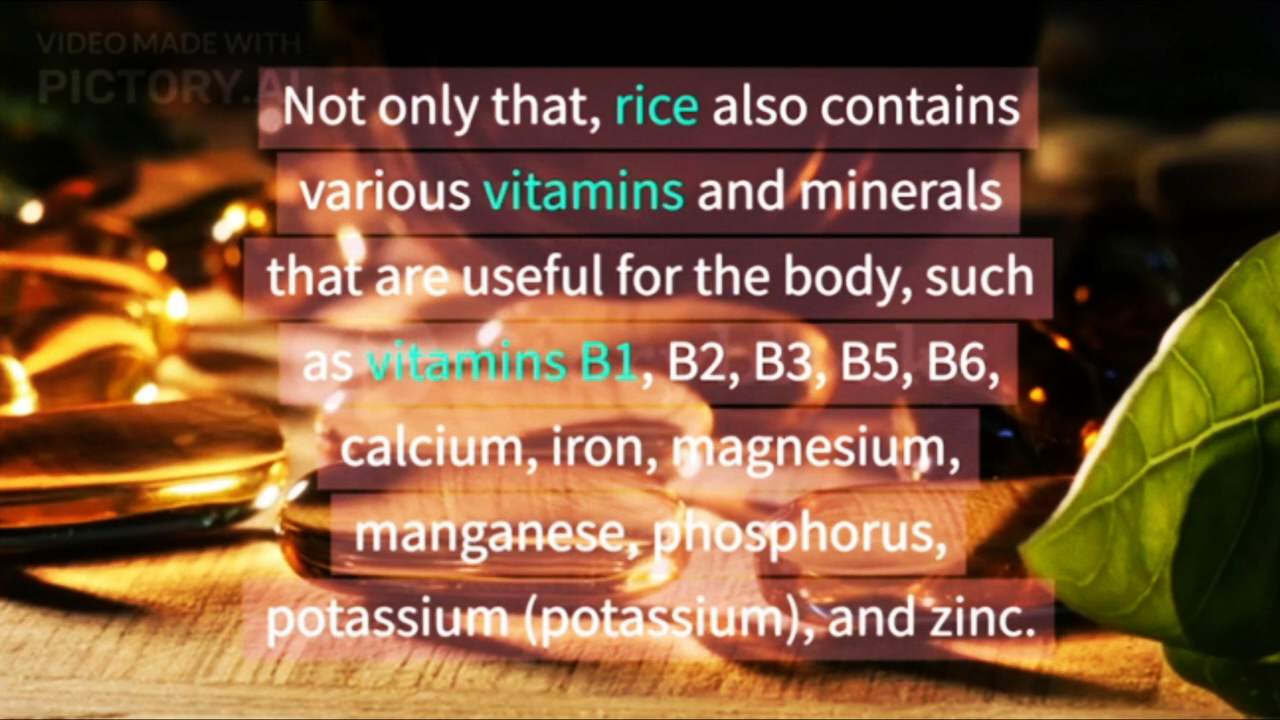 VIDEO MADE WITH
PICTORY.AI
Not only that, rice also contains
various vitamins and minerals
that are useful for the body, such
as vitamins B1, B2, B3, B5, B6,
calcium, iron, magnesium,
manganese, phosphorus,
potassium (potassium), and zinc.